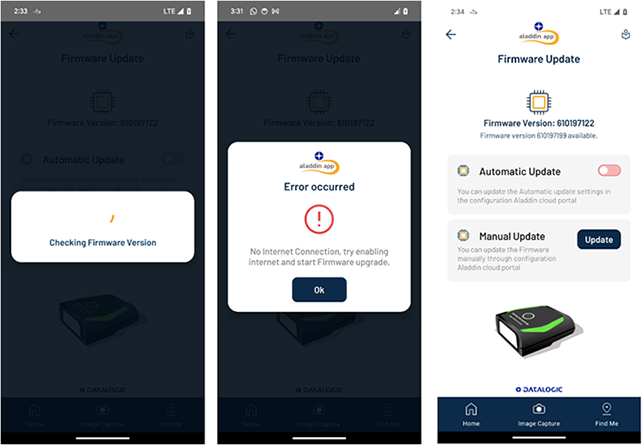 2:33
LTE
aladdin app
Firmware Update
Firmware Version: 610197122
Automatic Update
Checking Firmware Version
DATALOGIC
Home
Image Capture
Find Me
3:31
aladdin app
Firmware Update
Firmware Version: 610197122
aladdin app
Error occurred
No Internet Connection, try enabling
internet and start Firmware upgrade.
Ok
DATALOGIC
Home
Image Capture
Find Me
2:34
LTE
aladdin app
Firmware Update
Firmware Version: 610197122
Firmware version 610197199 available.
Automatic Update
You can update the Automatic update settings in
the configuration Aladdin cloud portal
Manual Update
You can update the Firmware
manually through configuration
Aladdin cloud portal
Update
DATALOGIC
Home
Image Capture
Find Me